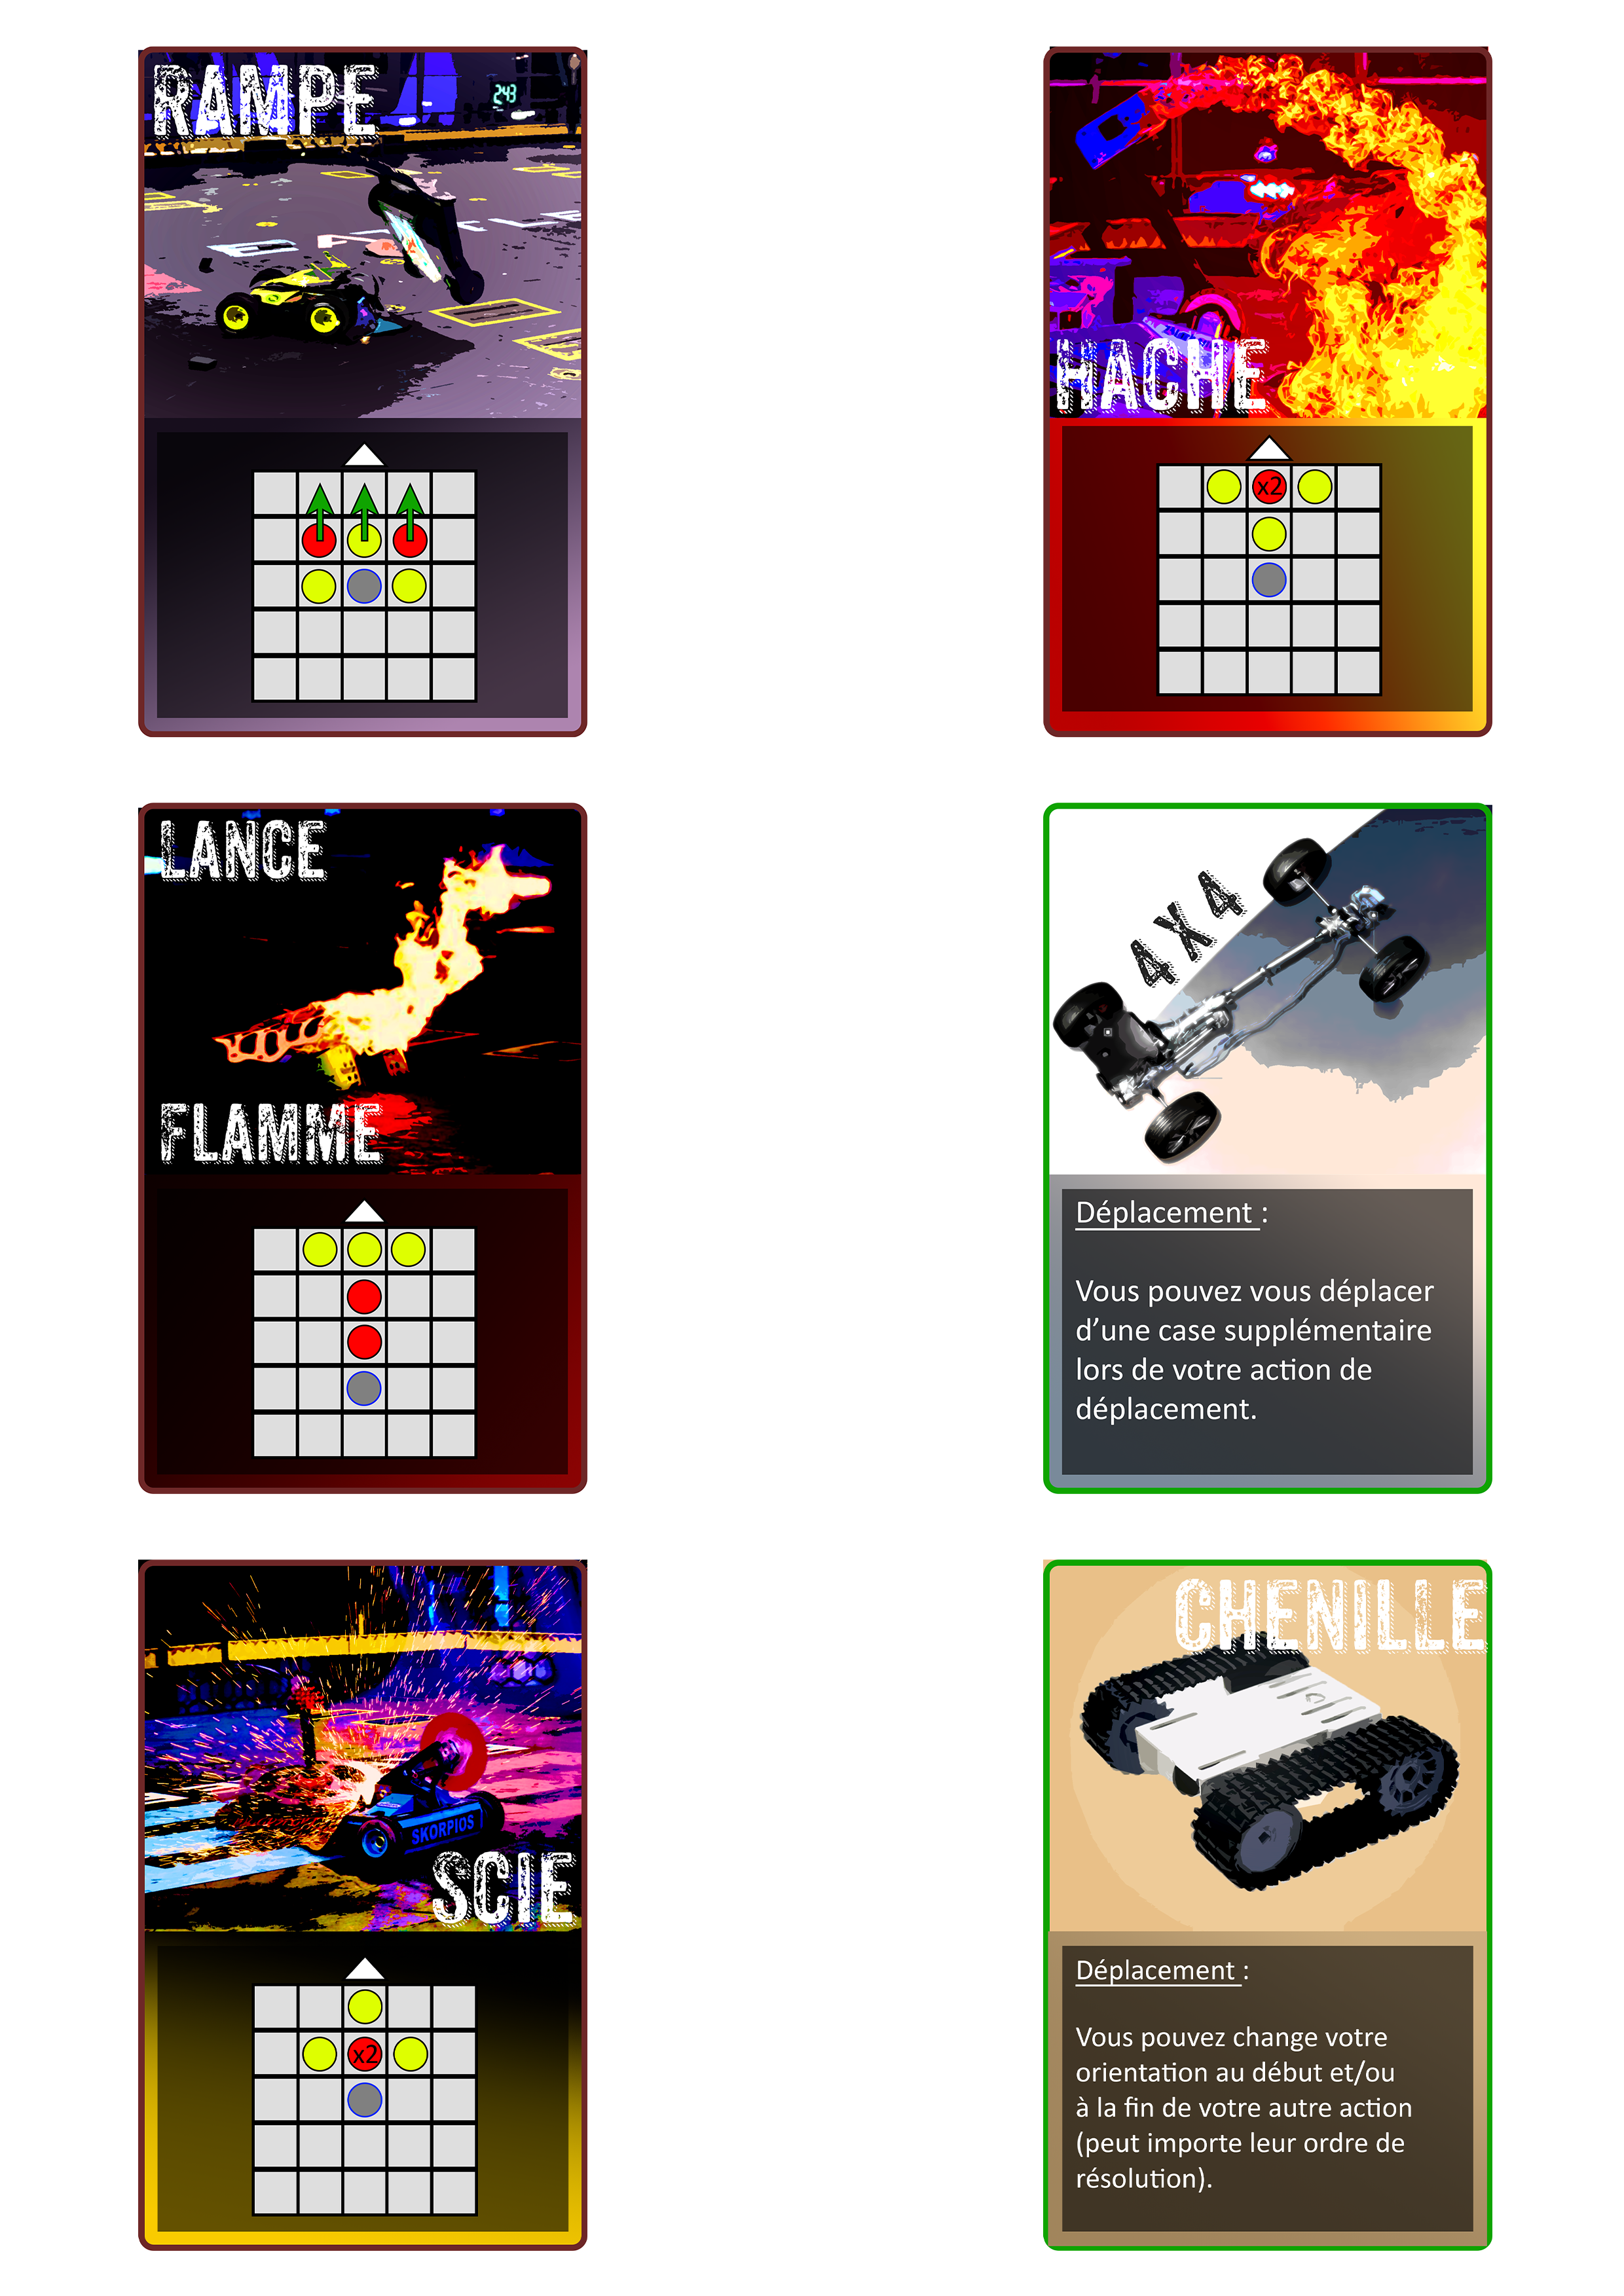 RAMPE
243
HACHE
x2
LANCE
FLAMME
4X4
Déplacement :
Vous pouvez vous déplacer
d’une case supplémentaire
lors de votre action de
déplacement.
SKORPIOS
SCIE
x2
CHENILLE
Déplacement :
Vous pouvez change votre
orientation au début et/ou
à la fin de votre autre action
(peut importe leur ordre de
résolution).